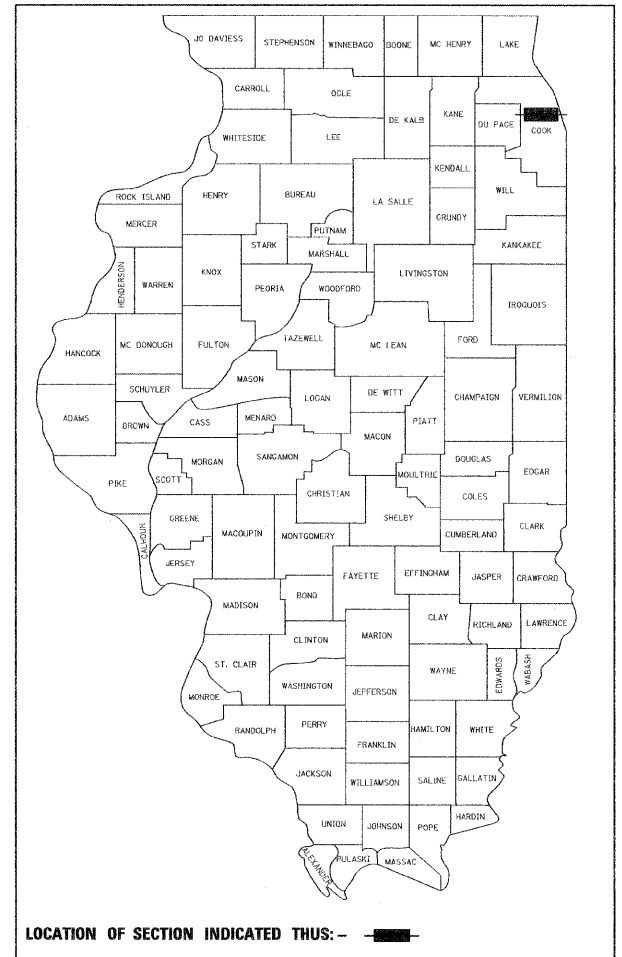 JO DAVIESS
STEPHENSON
WINNEBAGO
BOONE
MC HENRY
LAKE
CARROLL
OGLE
DE KALB
KANE
DU PAGE
COOK
WHITESIDE
LEE
KENDALL
WILL
ROCK ISLAND
HENRY
BUREAU
LA SALLE
GRUNDY
MERCER
PUTNAM
STARK
MARSHALL
KANKAKEE
HENDERSON
WARREN
KNOX
PEORIA
WOODFORD
LIVINGSTON
IROQUOIS
HANCOCK
MC DONOUGH
FULTON
TAZEWELL
MC LEAN
FORD
SCHUYLER
MASON
LOGAN
DE WITT
CHAMPAIGN
VERMILION
ADAMS
BROWN
CASS
MENARD
MACON
PIATT
PIKE
SCOTT
MORGAN
SANGAMON
MOULTRIE
DOUGLAS
EDGAR
CHRISTIAN
COLES
CALHOUN
GREENE
MACOUPIN
MONTGOMERY
SHELBY
CUMBERLAND
CLARK
JERSEY
FAYETTE
EFFINGHAM
JASPER
CRAWFORD
MADISON
BOND
CLAY
RICHLAND
LAWRENCE
CLINTON
MARION
ST. CLAIR
WAYNE
EDWARDS
WABASH
MONROE
WASHINGTON
JEFFERSON
RANDOLPH
PERRY
HAMILTON
WHITE
FRANKLIN
JACKSON
WILLIAMSON
SALINE
GALLATIN
UNION
JOHNSON
POPE
HARDIN
ALEXANDER
PULASKI
MASSAC
LOCATION OF SECTION INDICATED THUS: -